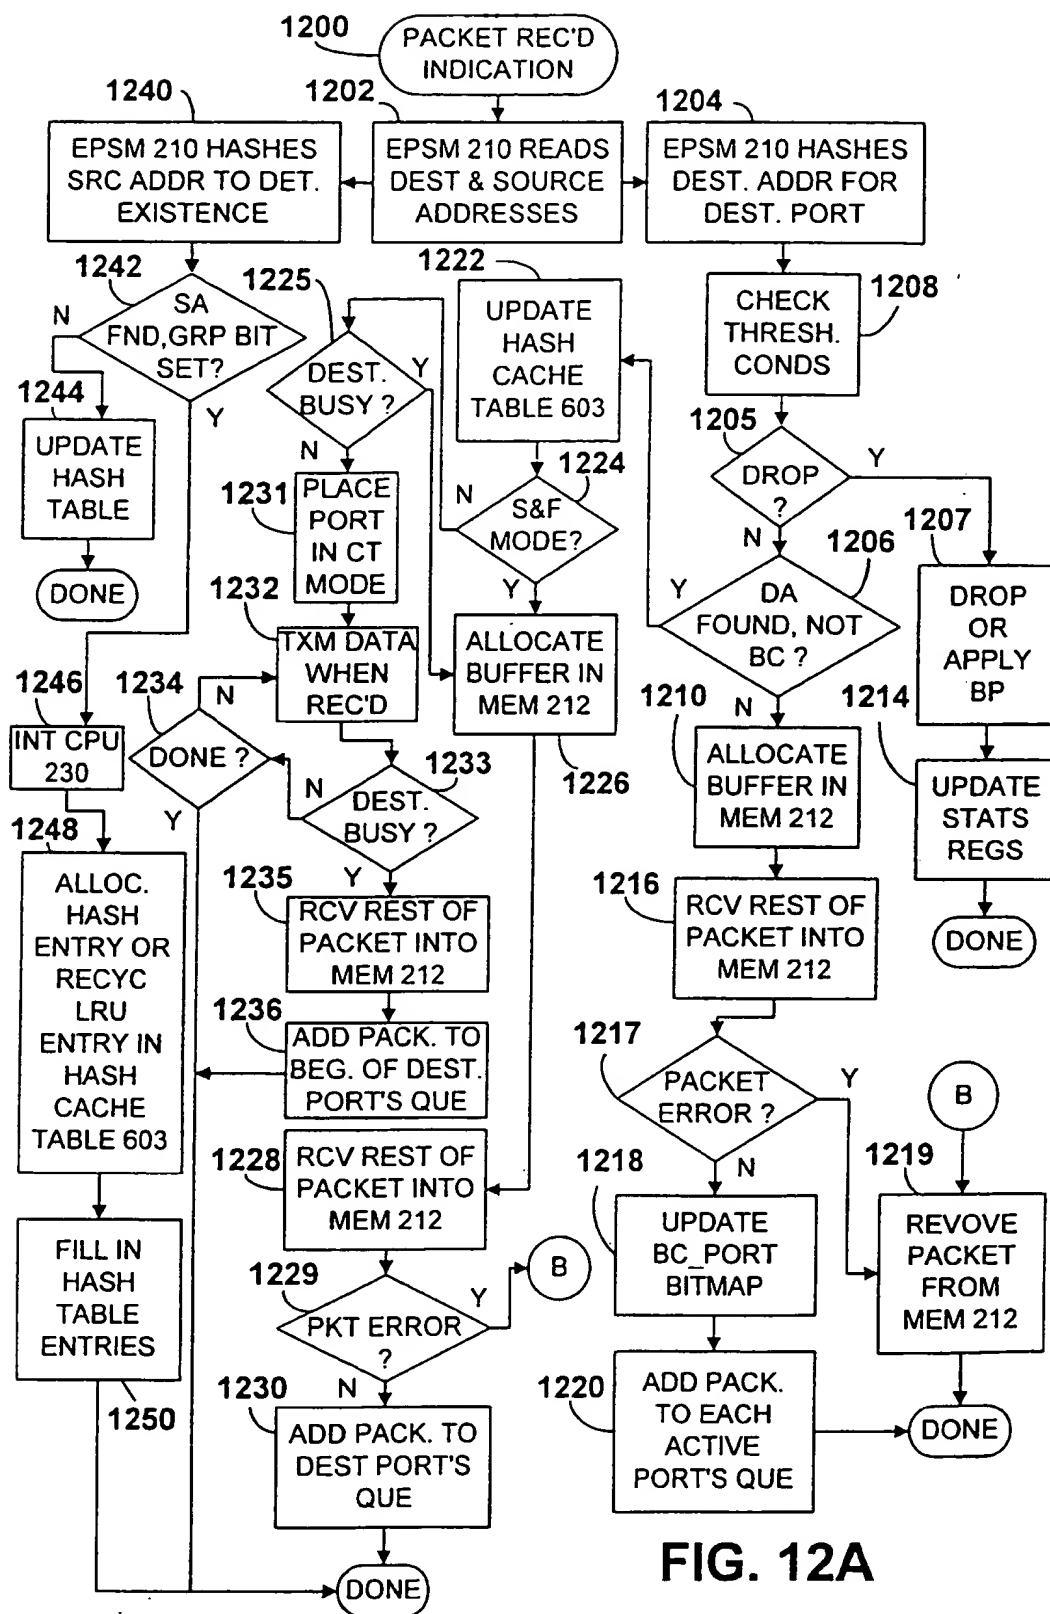 1200
PACKET REC'D
INDICATION
1240
1202
1204
EPSM 210 HASHES
SRC ADDR TO DET.
EXISTENCE
EPSM 210 READS
DEST & SOURCE
ADDRESSES
EPSM 210 HASHES
DEST. ADDR FOR
DEST. PORT
1242
SA
FND,GRP BIT
SET?
N
Y
1244
UPDATE
HASH
TABLE
DONE
1225
DEST.
BUSY ?
Y
N
1222
UPDATE
HASH
CACHE
TABLE 603
1224
S&F
MODE?
N
Y
1208
CHECK
THRESH.
CONDS
1205
DROP
?
Y
N
1206
DA
FOUND, NOT
BC ?
Y
N
1207
DROP
OR
APPLY
BP
1214
UPDATE
STATS
REGS
DONE
1231
PLACE
PORT
IN CT
MODE
1232
TXM DATA
WHEN
REC'D
ALLOCATE
BUFFER IN
MEM 212
1226
1210
ALLOCATE
BUFFER IN
MEM 212
1246
INT CPU
230
1234
DONE ?
N
Y
1233
DEST.
BUSY ?
N
Y
1248
ALLOC.
HASH
ENTRY OR
RECYC
LRU
ENTRY IN
HASH
CACHE
TABLE 603
1235
RCV REST OF
PACKET INTO
MEM 212
1216
RCV REST OF
PACKET INTO
MEM 212
1236
ADD PACK. TO
BEG. OF DEST.
PORT'S QUE
1217
PACKET
ERROR ?
Y
N
B
1228
RCV REST OF
PACKET INTO
MEM 212
1218
UPDATE
BC_PORT
BITMAP
1219
REVOVE
PACKET
FROM
MEM 212
FILL IN
HASH
TABLE
ENTRIES
1250
1229
PKT ERROR
?
Y
N
B
1230
ADD PACK. TO
DEST PORT'S
QUE
1220
ADD PACK.
TO EACH
ACTIVE
PORT'S QUE
DONE
DONE
FIG. 12A